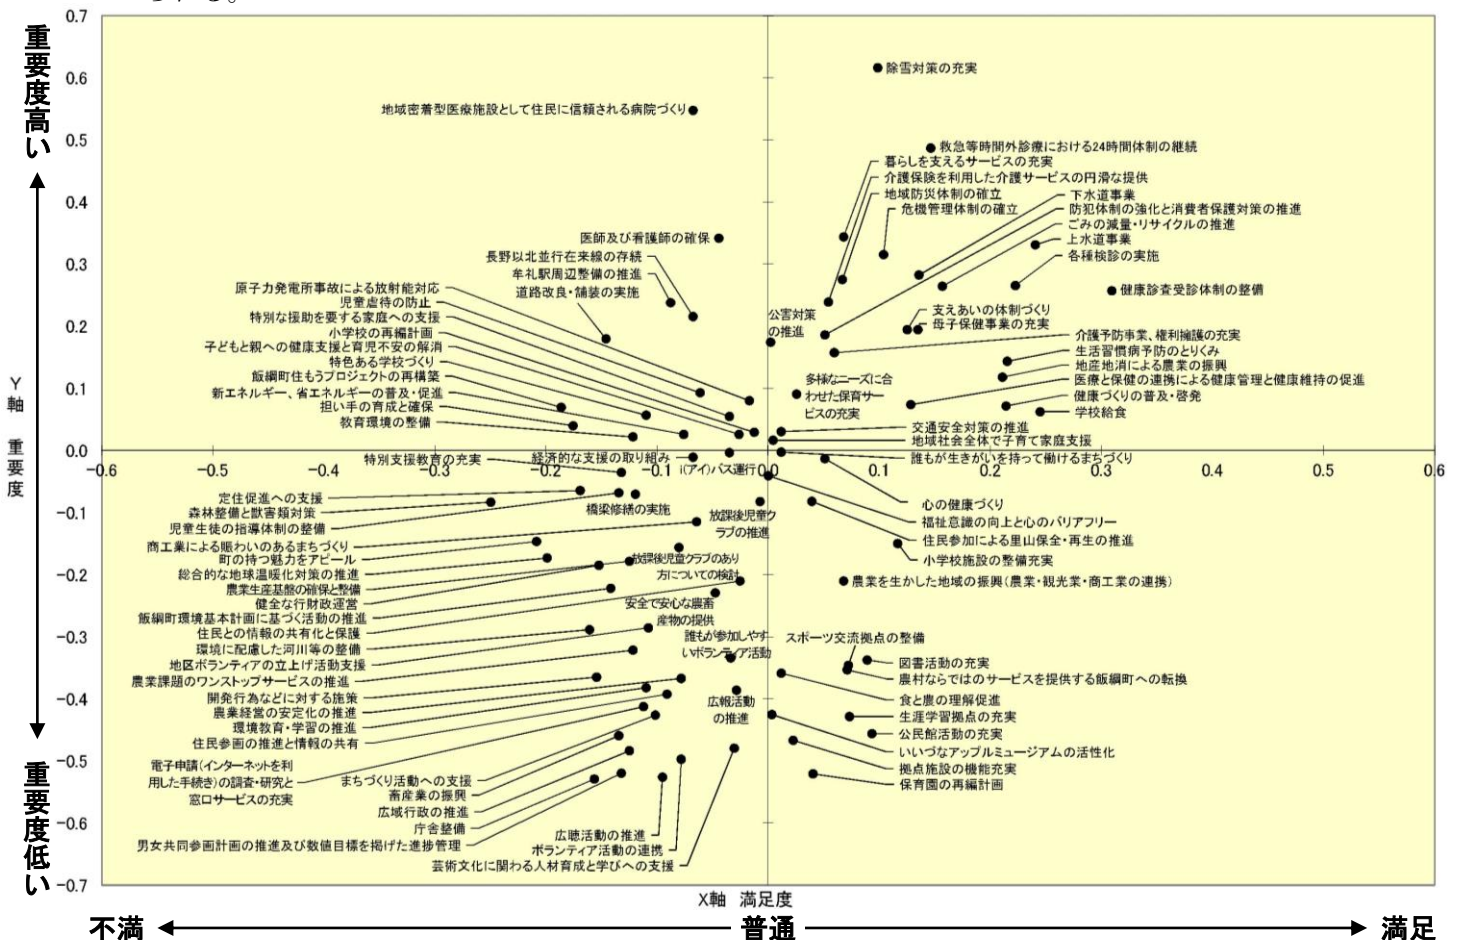 0.7
重要度高い
0.6
除雪対策の充実
地域密着型医療施設として住民に信頼される病院づくり
0.5
救急等時間外診療における24時間体制の継続
暮らしを支えるサービスの充実
介護保険を利用した介護サービスの円滑な提供
0.4
地域防災体制の確立
下水道事業
危機管理体制の確立
防犯体制の強化と消費者保護対策の推進
ごみの減量・リサイクルの推進
医師及び看護師の確保
上水道事業
長野以北並行在来線の存続
各種検診の実施
0.3
牟礼駅周辺整備の推進
原子力発電所事故による放射能対応
道路改良・舗装の実施
健康診査受診体制の整備
児童虐待の防止
特別な援助を要する家庭への支援
公害対策
の推進
支えあいの体制づくり
母子保健事業の充実
0.2
小学校の再編計画
介護予防事業、権利擁護の充実
子どもと親への健康支援と育児不安の解消
生活習慣病予防のとりくみ
特色ある学校づくり
地産地消による農業の振興
飯綱町住もうプロジェクトの再構築
多様なニーズに合
わせた保育サー
ビスの充実
医療と保健の連携による健康管理と健康維持の促進
0.1
新エネルギー、省エネルギーの普及・促進
健康づくりの普及・啓発
担い手の育成と確保
学校給食
教育環境の整備
交通安全対策の推進
地域社会全体で子育て家庭支援
0.0
特別支援教育の充実
経済的な支援の取り組み
i(アイ)バス運行
誰もが生きがいを持って働けるまちづくり
-0.6
-0.5
-0.4
-0.3
-0.2
-0.1
0.0
0.1
0.2
0.3
0.4
0.5
0.6
Y軸 重要度
定住促進への支援
心の健康づくり
-0.1
森林整備と獣害類対策
橋梁修繕の実施
放課後児童ク
ラブの推進
福祉意識の向上と心のバリアフリー
児童生徒の指導体制の整備
住民参加による里山保全・再生の推進
商工業による賑わいのあるまちづくり
小学校施設の整備充実
町の持つ魅力をアピール
放課後児童クラブのあり
方についての検討
-0.2
総合的な地球温暖化対策の推進
農業を生かした地域の振興(農業・観光業・商工業の連携)
農業生産基盤の確保と整備
健全な行財政運営
安全で安心な農畜
産物の提供
飯綱町環境基本計画に基づく活動の推進
住民との情報の共有化と保護
-0.3
誰もが参加しやす
いボランティア活動
スポーツ交流拠点の整備
環境に配慮した河川等の整備
図書活動の充実
地区ボランティアの立上げ活動支援
農村ならではのサービスを提供する飯綱町への転換
農業課題のワンストップサービスの推進
-0.4
開発行為などに対する施策
食と農の理解促進
農業経営の安定化の推進
広報活動
の推進
生涯学習拠点の充実
環境教育・学習の推進
公民館活動の充実
住民参画の推進と情報の共有
いいづなアップルミュージアムの活性化
-0.5
電子申請(インターネットを利
用した手続き)の調査・研究と
窓口サービスの充実
拠点施設の機能充実
まちづくり活動への支援
保育園の再編計画
畜産業の振興
広域行政の推進
-0.6
庁舎整備
広聴活動の推進
男女共同参画計画の推進及び数値目標を掲げた進捗管理
ボランティア活動の連携
芸術文化に関わる人材育成と学びへの支援
重要度低い
-0.7
X軸 満足度
不満
普通
満足